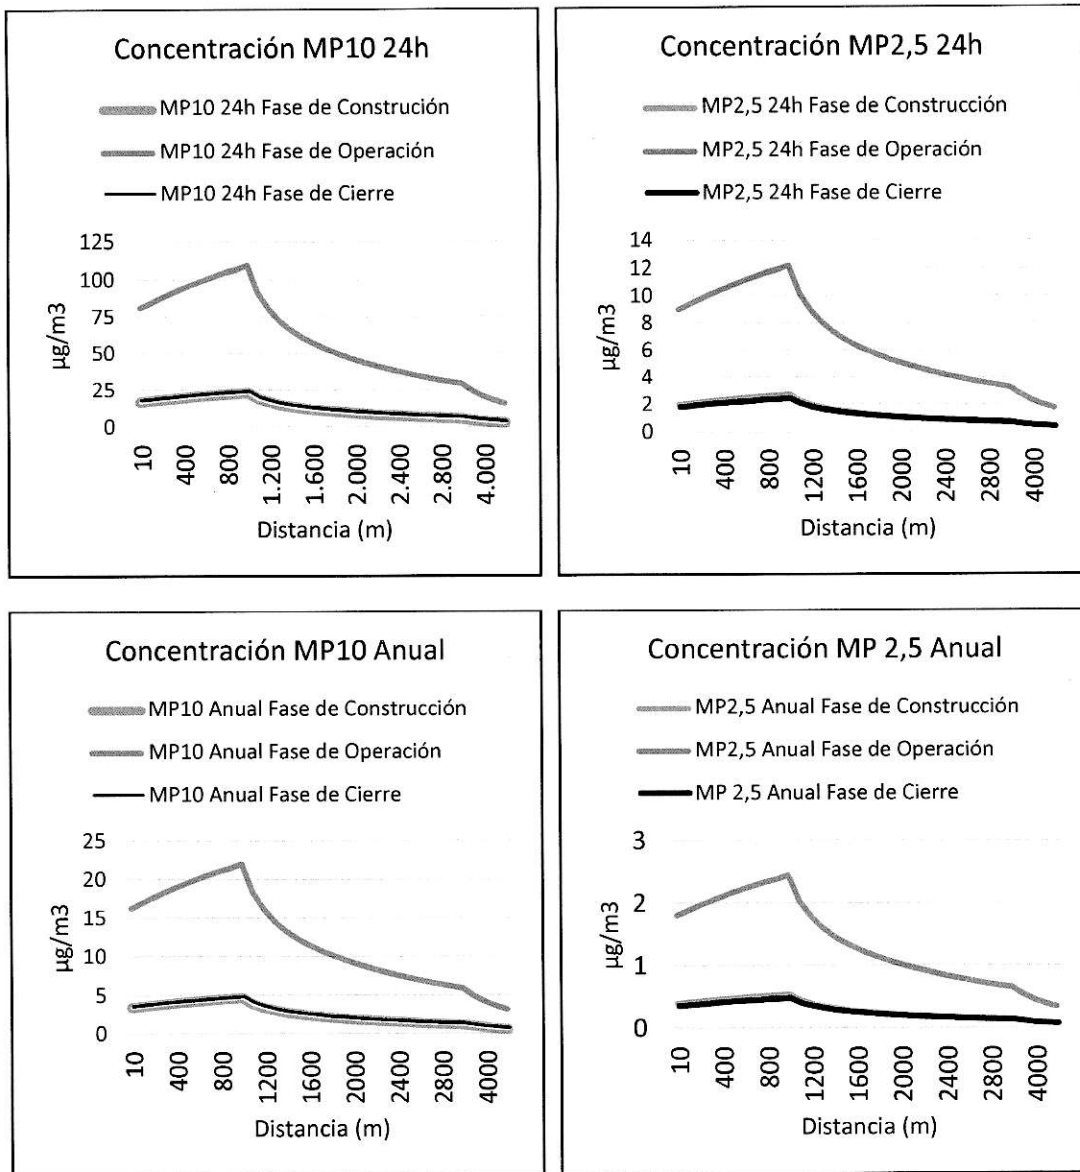 Concentración MP10 24h
MP10 24h Fase de Construción
MP10 24h Fase de Operación
MP10 24h Fase de Cierre
125
100
75
50
25
0
µg/m3
10
400
800
1.200
1.600
2.000
2.400
2.800
4.000
Distancia (m)
Concentración MP2,5 24h
MP2,5 24h Fase de Construcción
MP2,5 24h Fase de Operación
MP2,5 24h Fase de Cierre
14
12
10
8
6
4
2
0
µg/m3
10
400
800
1200
1600
2000
2400
2800
4000
Distancia (m)
Concentración MP10 Anual
MP10 Anual Fase de Construcción
MP10 Anual Fase de Operación
MP10 Anual Fase de Cierre
25
20
15
10
5
0
µg/m3
10
400
800
1200
1600
2000
2400
2800
4000
Distancia (m)
Concentración MP 2,5 Anual
MP2,5 Anual Fase de Construcción
MP2,5 Anual Fase de Operación
MP 2,5 Anual Fase de Cierre
3
2
1
0
µg/m3
10
400
800
1200
1600
2000
2400
2800
4000
Distancia (m)